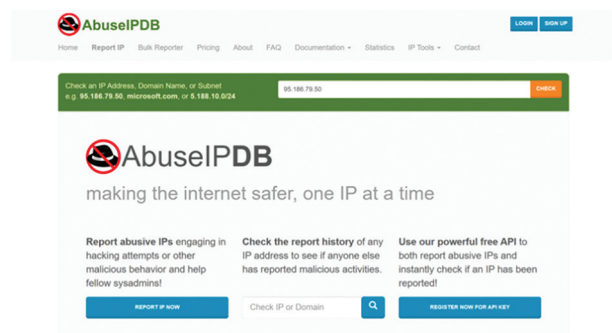 AbuseIPDB
LOGIN SIGN UP
Home Report IP Bulk Reporter Pricing About FAQ Documentation Statistics IP Tools Contact
Check an IP Address, Domain Name, or Subnet
e.g. 95.186.79.50, microsoft.com, or 5.188.10.0/24
95.186.79.50
CHECK
AbuseIPDB
making the internet safer, one IP at a time
Report abusive IPs engaging in
hacking attempts or other
malicious behavior and help
fellow sysadmins!
REPORT IP NOW
Check the report history of any
IP address to see if anyone else
has reported malicious activities.
Check IP or Domain
Use our powerful free API to
both report abusive IPs and
instantly check if an IP has been
reported!
REGISTER NOW FOR API KEY